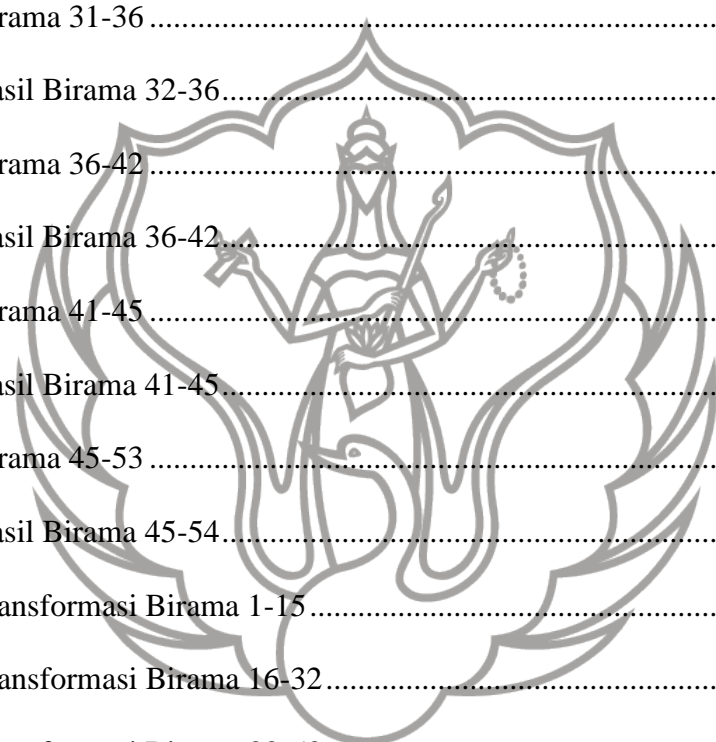 rama 31-36
asil Birama 32-36
rama 36-42
asil Birama 36-42
rama 41-45
asil Birama 41-45
rama 45-53
asil Birama 45-54
ansformasi Birama 1-15
ansformasi Birama 16-32